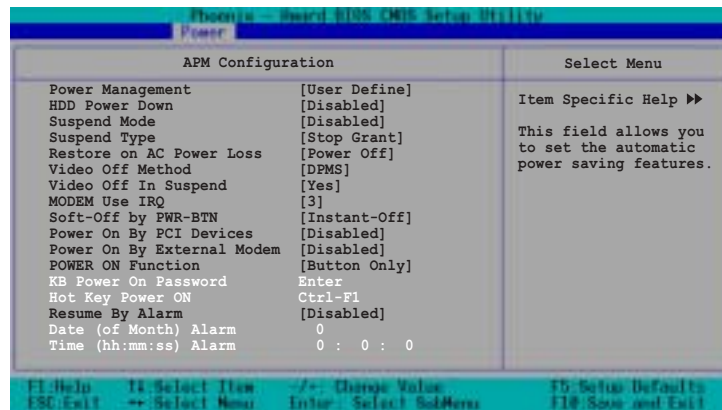 Phoenix - Award BIOS CMOS Setup Utility
Power
APM Configuration
Select Menu
Power Management [User Define]
HDD Power Down [Disabled]
Suspend Mode [Disabled]
Suspend Type [Stop Grant]
Restore on AC Power Loss [Power Off]
Video Off Method [DPMS]
Video Off In Suspend [Yes]
MODEM Use IRQ [3]
Soft-Off by PWR-BTN [Instant-Off]
Power On By PCI Devices [Disabled]
Power On By External Modem [Disabled]
POWER ON Function [Button Only]
KB Power On Password Enter
Hot Key Power ON Ctrl-F1
Resume By Alarm [Disabled]
Date (of Month) Alarm 0
Time (hh:mm:ss) Alarm 0 : 0 : 0
Item Specific Help ▶▶
This field allows you
to set the automatic
power saving features.
F1:Help ↑↓ Select Item -/+: Change Value F5:Setup Defaults
ESC:Exit ↔ Select Menu Enter: Select SubMenu F10 Save and Exit